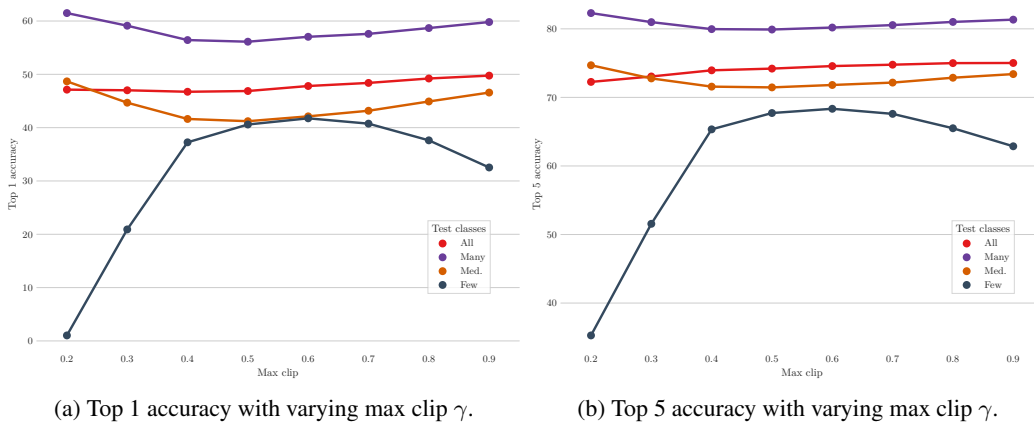 60
50
40
30
20
10
0
Top 1 accuracy
0.2 0.3 0.4 0.5 0.6 0.7 0.8 0.9
Max clip
Test classes
All
Many
Med.
Few
(a) Top 1 accuracy with varying max clip γ.
80
70
60
50
40
Top 5 accuracy
0.2 0.3 0.4 0.5 0.6 0.7 0.8 0.9
Max clip
Test classes
All
Many
Med.
Few
(b) Top 5 accuracy with varying max clip γ.